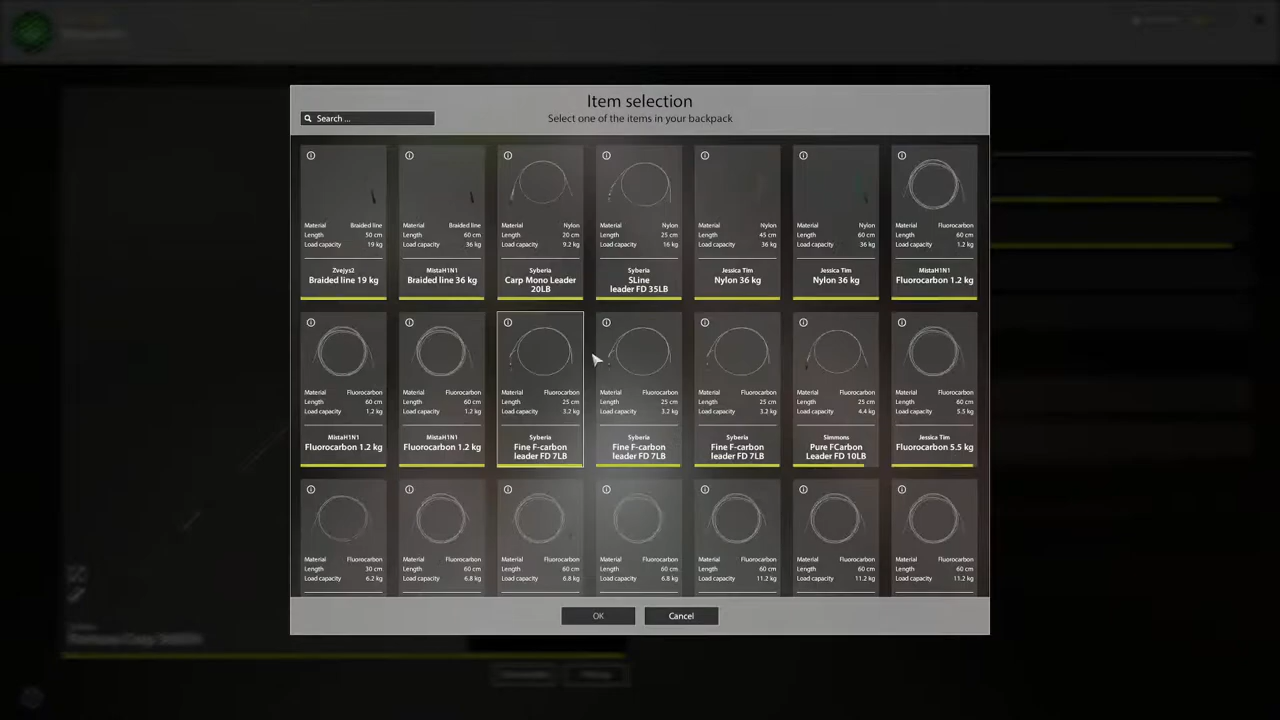 Item selection
Search ...
Select one of the items in your backpack
Material Braided line
Length 50 cm
Load capacity 19 kg
Zvejys2
Braided line 19 kg
Material Braided line
Length 60 cm
Load capacity 36 kg
MistaH1N1
Braided line 36 kg
Material Nylon
Length 20 cm
Load capacity 9.2 kg
Syberia
Carp Mono Leader
20LB
Material Nylon
Length 25 cm
Load capacity 16 kg
Syberia
SLine
leader FD 35LB
Material Nylon
Length 45 cm
Load capacity 36 kg
Jessica Tim
Nylon 36 kg
Material Nylon
Length 60 cm
Load capacity 36 kg
Jessica Tim
Nylon 36 kg
Material Fluorocarbon
Length 60 cm
Load capacity 1.2 kg
MistaH1N1
Fluorocarbon 1.2 kg
Material Fluorocarbon
Length 60 cm
Load capacity 1.2 kg
MistaH1N1
Fluorocarbon 1.2 kg
Material Fluorocarbon
Length 60 cm
Load capacity 1.2 kg
MistaH1N1
Fluorocarbon 1.2 kg
Material Fluorocarbon
Length 25 cm
Load capacity 3.2 kg
Syberia
Fine F-carbon
leader FD 7LB
Material Fluorocarbon
Length 25 cm
Load capacity 3.2 kg
Syberia
Fine F-carbon
leader FD 7LB
Material Fluorocarbon
Length 25 cm
Load capacity 3.2 kg
Syberia
Fine F-carbon
leader FD 7LB
Material Fluorocarbon
Length 25 cm
Load capacity 4.4 kg
Simmons
Pure FCarbon
Leader FD 10LB
Material Fluorocarbon
Length 60 cm
Load capacity 5.5 kg
Jessica Tim
Fluorocarbon 5.5 kg
Material Fluorocarbon
Length 30 cm
Load capacity 6.2 kg
Material Fluorocarbon
Length 60 cm
Load capacity 6.8 kg
Material Fluorocarbon
Length 60 cm
Load capacity 6.8 kg
Material Fluorocarbon
Length 60 cm
Load capacity 6.8 kg
Material Fluorocarbon
Length 60 cm
Load capacity 11.2 kg
Material Fluorocarbon
Length 60 cm
Load capacity 11.2 kg
Material Fluorocarbon
Length 60 cm
Load capacity 11.2 kg
OK
Cancel